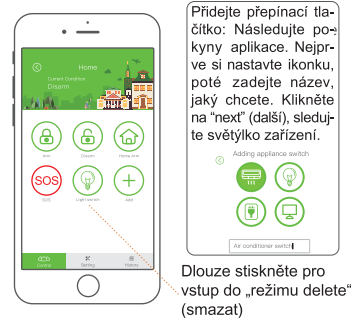 Home
Current Condition
Disarm
Arm
Disarm
Home Arm
SOS
SOS
Light switch
Add
Control
Setting
History
Přidejte přepínací tla-
čítko: Následujte po-
kyny aplikace. Nejpr-
ve si nastavte ikonku,
poté zadejte název,
jaký chcete. Klikněte
na “next” (další), sleduj-
te světýlko zařízení.
Adding appliance switch
Air conditioner switch
Dlouze stiskněte pro
vstup do „režimu delete“
(smazat)